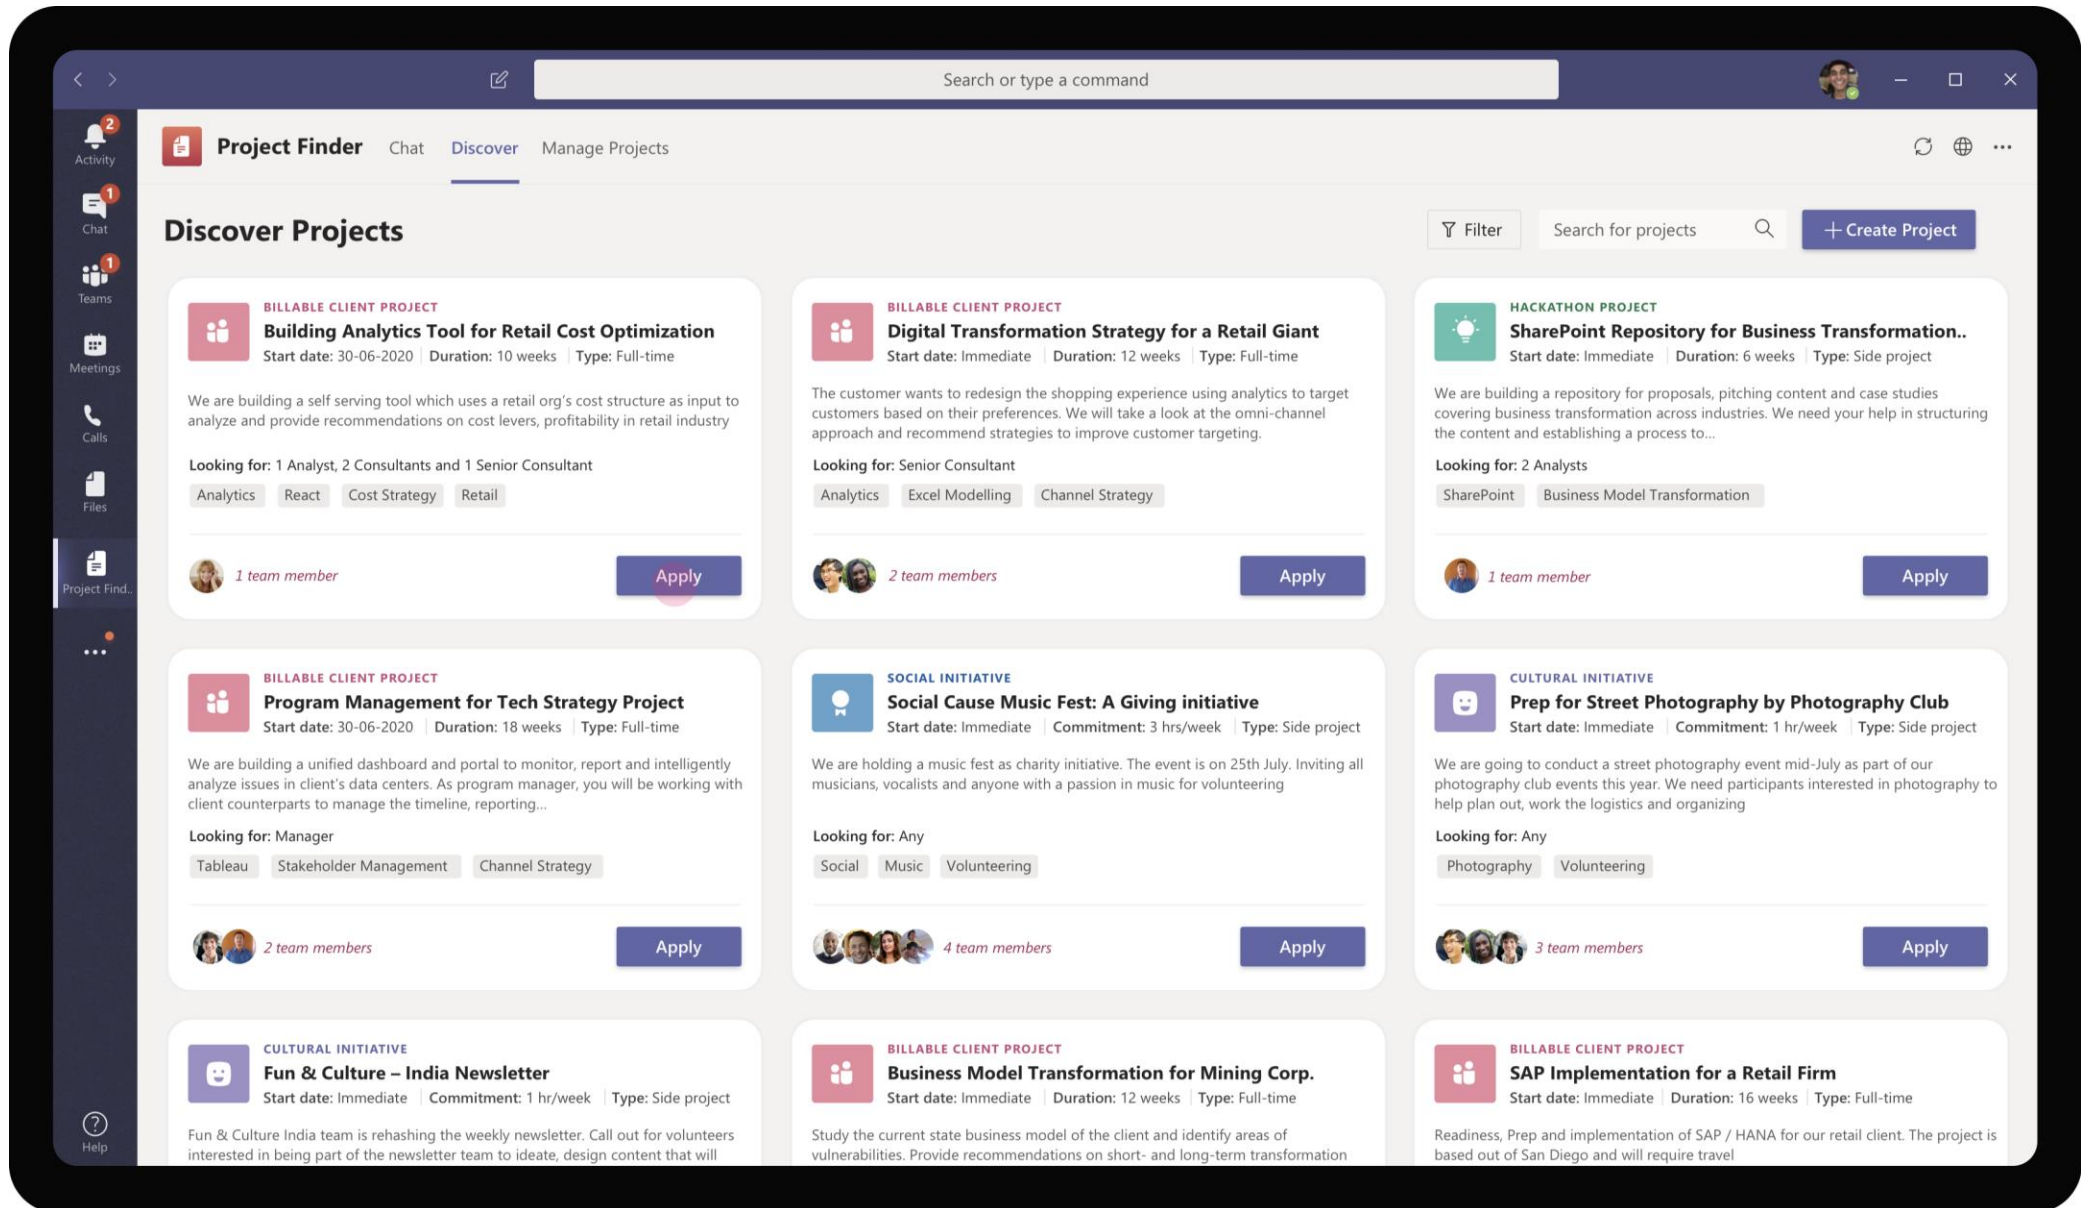 Search or type a command
2
Activity
1
Chat
1
Teams
Meetings
Calls
Files
Project Find..
Help
Project Finder Chat Discover Manage Projects
Discover Projects
Filter
Search for projects
Create Project
BILLABLE CLIENT PROJECT
Building Analytics Tool for Retail Cost Optimization
Start date: 30-06-2020 Duration: 10 weeks Type: Full-time
We are building a self serving tool which uses a retail org's cost structure as input to
analyze and provide recommendations on cost levers, profitability in retail industry
Looking for: 1 Analyst, 2 Consultants and 1 Senior Consultant
Analytics React Cost Strategy Retail
1 team member
Apply
BILLABLE CLIENT PROJECT
Digital Transformation Strategy for a Retail Giant
Start date: Immediate Duration: 12 weeks Type: Full-time
The customer wants to redesign the shopping experience using analytics to target
customers based on their preferences. We will take a look at the omni-channel
approach and recommend strategies to improve customer targeting.
Looking for: Senior Consultant
Analytics Excel Modelling Channel Strategy
2 team members
Apply
HACKATHON PROJECT
SharePoint Repository for Business Transformation..
Start date: Immediate Duration: 6 weeks Type: Side project
We are building a repository for proposals, pitching content and case studies
covering business transformation across industries. We need your help in structuring
the content and establishing a process to...
Looking for: 2 Analysts
SharePoint Business Model Transformation
1 team member
Apply
BILLABLE CLIENT PROJECT
Program Management for Tech Strategy Project
Start date: 30-06-2020 Duration: 18 weeks Type: Full-time
We are building a unified dashboard and portal to monitor, report and intelligently
analyze issues in client's data centers. As program manager, you will be working with
client counterparts to manage the timeline, reporting...
Looking for: Manager
Tableau Stakeholder Management Channel Strategy
2 team members
Apply
SOCIAL INITIATIVE
Social Cause Music Fest: A Giving initiative
Start date: Immediate Commitment: 3 hrs/week Type: Side project
We are holding a music fest as charity initiative. The event is on 25th July. Inviting all
musicians, vocalists and anyone with a passion in music for volunteering
Looking for: Any
Social Music Volunteering
4 team members
Apply
CULTURAL INITIATIVE
Prep for Street Photography by Photography Club
Start date: Immediate Commitment: 1 hr/week Type: Side project
We are going to conduct a street photography event mid-July as part of our
photography club events this year. We need participants interested in photography to
help plan out, work the logistics and organizing
Looking for: Any
Photography Volunteering
3 team members
Apply
CULTURAL INITIATIVE
Fun & Culture – India Newsletter
Start date: Immediate Commitment: 1 hr/week Type: Side project
Fun & Culture India team is rehashing the weekly newsletter. Call out for volunteers
interested in being part of the newsletter team to ideate, design content that will
BILLABLE CLIENT PROJECT
Business Model Transformation for Mining Corp.
Start date: Immediate Duration: 12 weeks Type: Full-time
Study the current state business model of the client and identify areas of
vulnerabilities. Provide recommendations on short- and long-term transformation
BILLABLE CLIENT PROJECT
SAP Implementation for a Retail Firm
Start date: Immediate Duration: 16 weeks Type: Full-time
Readiness, Prep and implementation of SAP / HANA for our retail client. The project is
based out of San Diego and will require travel